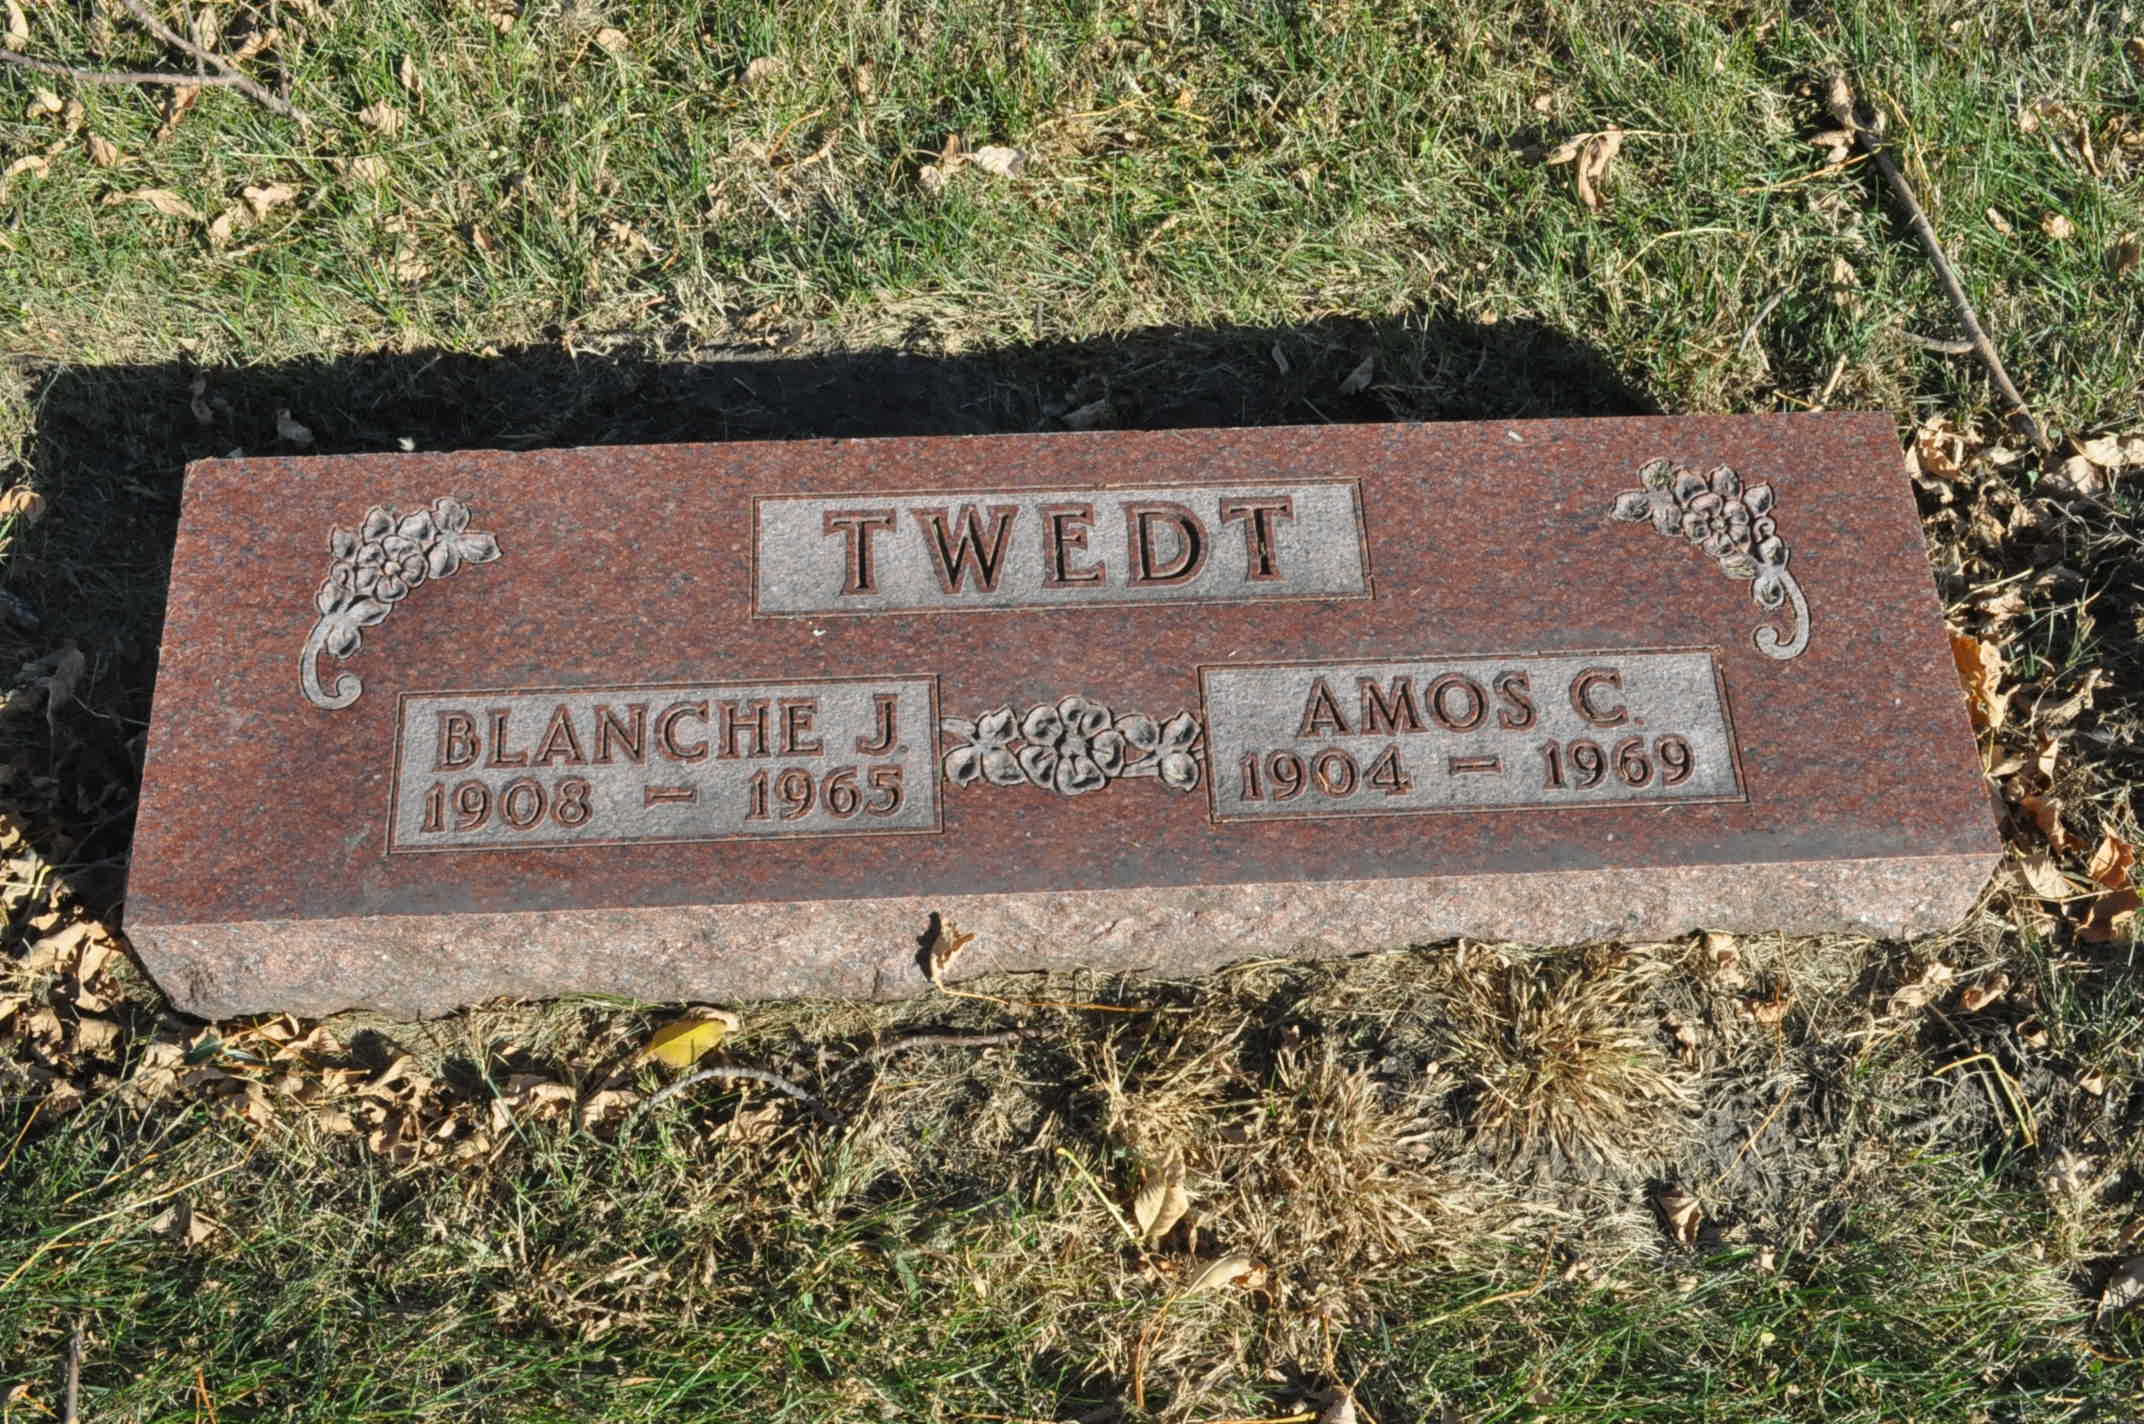 TWEDT
BLANCHE J.
1908 - 1965
AMOS C.
1904 - 1969